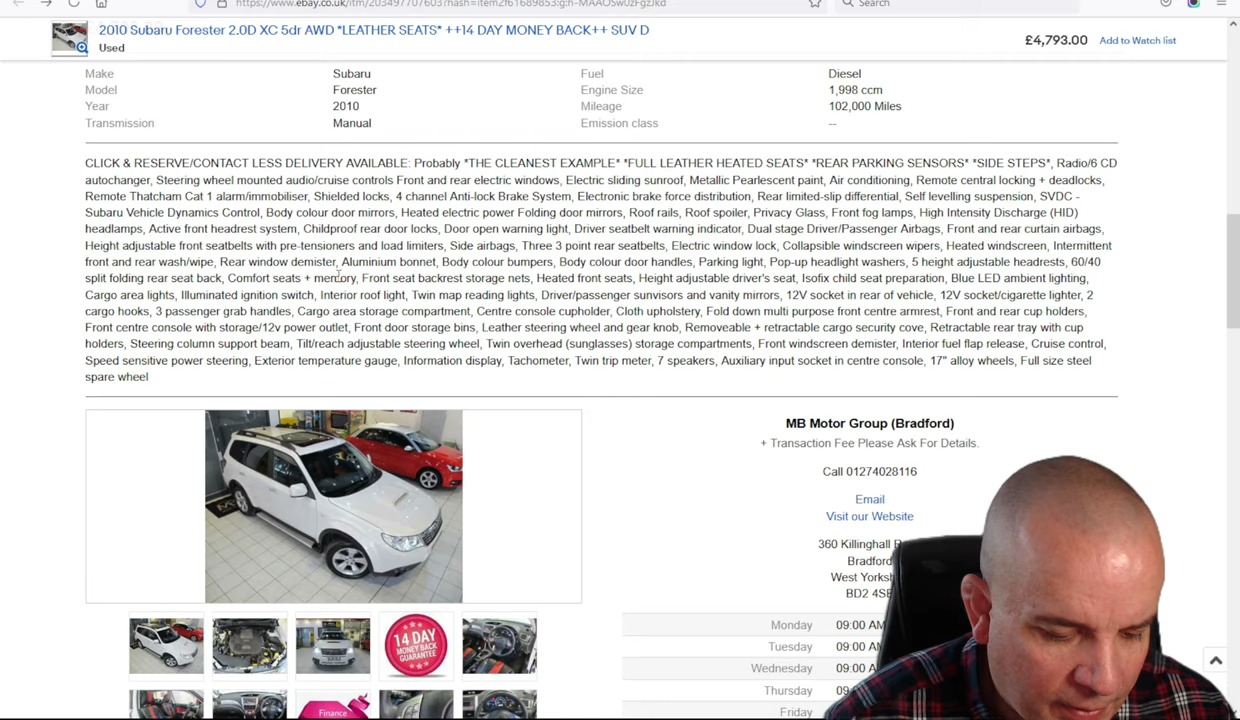 https://www.ebay.co.uk/itm/203497707603?hash=item2f61689853:g:h-MAAOSwUzFgzJkd
Search
2010 Subaru Forester 2.0D XC 5dr AWD *LEATHER SEATS* ++14 DAY MONEY BACK++ SUV D
Used
£4,793.00
Add to Watch list
Make Subaru Fuel Diesel
Model Forester Engine Size 1,998 ccm
Year 2010 Mileage 102,000 Miles
Transmission Manual Emission class --
CLICK & RESERVE/CONTACT LESS DELIVERY AVAILABLE: Probably *THE CLEANEST EXAMPLE* *FULL LEATHER HEATED SEATS* *REAR PARKING SENSORS* *SIDE STEPS*, Radio/6 CD
autochanger, Steering wheel mounted audio/cruise controls Front and rear electric windows, Electric sliding sunroof, Metallic Pearlescent paint, Air conditioning, Remote central locking + deadlocks,
Remote Thatcham Cat 1 alarm/immobiliser, Shielded locks, 4 channel Anti-lock Brake System, Electronic brake force distribution, Rear limited-slip differential, Self levelling suspension, SVDC -
Subaru Vehicle Dynamics Control, Body colour door mirrors, Heated electric power Folding door mirrors, Roof rails, Roof spoiler, Privacy Glass, Front fog lamps, High Intensity Discharge (HID)
headlamps, Active front headrest system, Childproof rear door locks, Door open warning light, Driver seatbelt warning indicator, Dual stage Driver/Passenger Airbags, Front and rear curtain airbags,
Height adjustable front seatbelts with pre-tensioners and load limiters, Side airbags, Three 3 point rear seatbelts, Electric window lock, Collapsible windscreen wipers, Heated windscreen, Intermittent
front and rear wash/wipe, Rear window demister, Aluminium bonnet, Body colour bumpers, Body colour door handles, Parking light, Pop-up headlight washers, 5 height adjustable headrests, 60/40
split folding rear seat back, Comfort seats + memory, Front seat backrest storage nets, Heated front seats, Height adjustable driver's seat, Isofix child seat preparation, Blue LED ambient lighting,
Cargo area lights, Illuminated ignition switch, Interior roof light, Twin map reading lights, Driver/passenger sunvisors and vanity mirrors, 12V socket in rear of vehicle, 12V socket/cigarette lighter, 2
cargo hooks, 3 passenger grab handles, Cargo area storage compartment, Centre console cupholder, Cloth upholstery, Fold down multi purpose front centre armrest, Front and rear cup holders,
Front centre console with storage/12v power outlet, Front door storage bins, Leather steering wheel and gear knob, Removeable + retractable cargo security cove, Retractable rear tray with cup
holders, Steering column support beam, Tilt/reach adjustable steering wheel, Twin overhead (sunglasses) storage compartments, Front windscreen demister, Interior fuel flap release, Cruise control,
Speed sensitive power steering, Exterior temperature gauge, Information display, Tachometer, Twin trip meter, 7 speakers, Auxiliary input socket in centre console, 17" alloy wheels, Full size steel
spare wheel
MB Motor Group (Bradford)
+ Transaction Fee Please Ask For Details.
Call 01274028116
Email
Visit our Website
360 Killinghall
Bradford
West Yorks
BD2 4SE
14 DAY
MONEY BACK
GUARANTEE
Finance
Monday 09:00 AM
Tuesday 09:00 AM
Wednesday 09:00 AM
Thursday 09:00
Friday